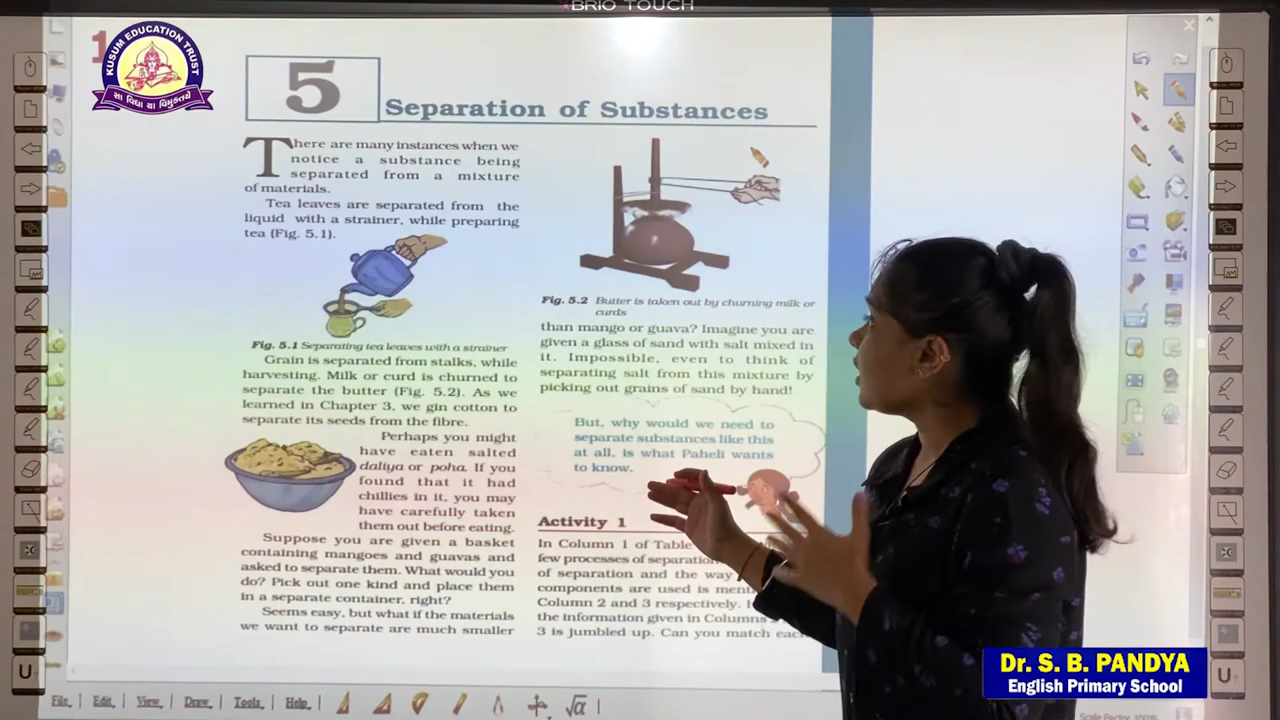 BRIO TOUCH
1
KUSUM EDUCATION TRUST
સા વિદ્યા યા વિમુક્તયે
5
Separation of Substances
There are many instances when we
notice a substance being
separated from a mixture
of materials.
Tea leaves are separated from the
liquid with a strainer, while preparing
tea (Fig. 5.1).
Fig. 5.1 Separating tea leaves with a strainer
Grain is separated from stalks, while
harvesting. Milk or curd is churned to
separate the butter (Fig. 5.2). As we
learned in Chapter 3, we gin cotton to
separate its seeds from the fibre.
Perhaps you might
have eaten salted
daliya or poha. If you
found that it had
chillies in it, you may
have carefully taken
them out before eating.
Suppose you are given a basket
containing mangoes and guavas and
asked to separate them. What would you
do? Pick out one kind and place them
in a separate container, right?
Seems easy, but what if the materials
we want to separate are much smaller
Fig. 5.2 Butter is taken out by churning milk or
curds
than mango or guava? Imagine you are
given a glass of sand with salt mixed in
it. Impossible, even to think of
separating salt from this mixture by
picking out grains of sand by hand!
But, why would we need to
separate substances like this
at all, is what Paheli wants
to know.
Activity 1
In Column 1 of Table
few processes of separation
of separation and the way
components are used is ment
Column 2 and 3 respectively.
the information given in Columns
3 is jumbled up. Can you match each
File
Edit
View
Draw
Tools
Help
√α
U
U
Scale Factor: 100%
Dr. S. B. PANDYA
English Primary School